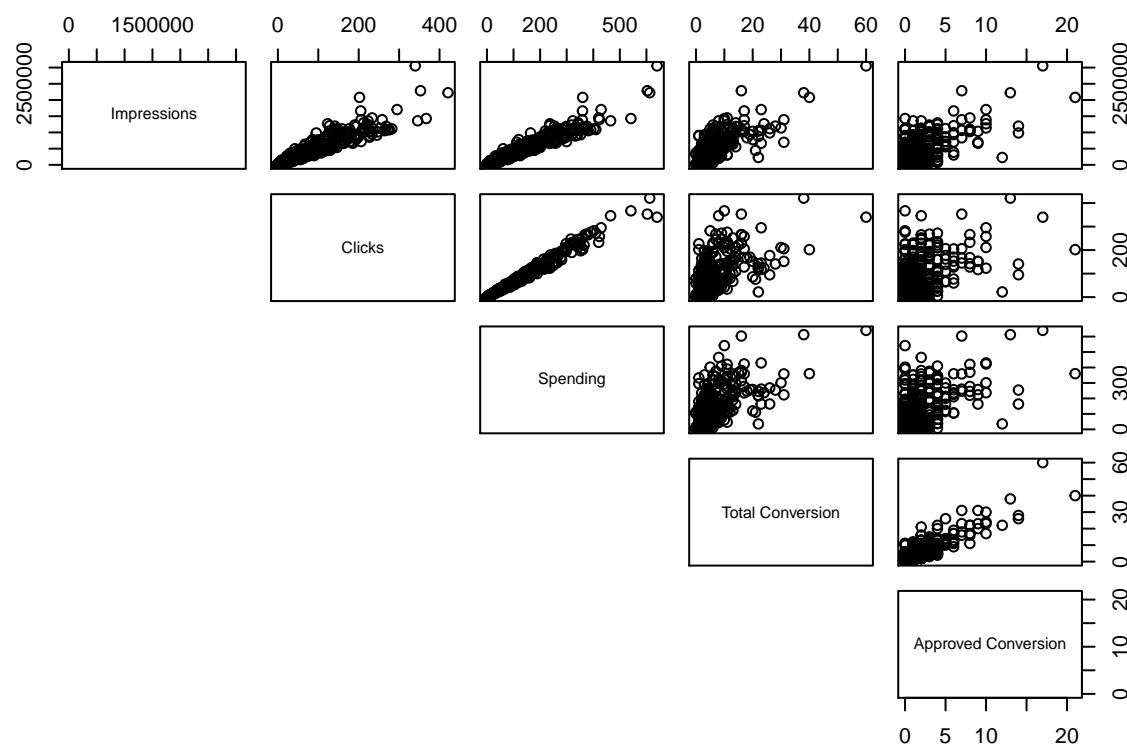 0 1500000 0 200 400 0 200 500 0 20 40 60 0 5 10 20
0 2500000
Impressions
0 2500000
Clicks
0 200
Spending
0 300
Total Conversion
0 30 60
Approved Conversion
0 10 20
0 5 10 20